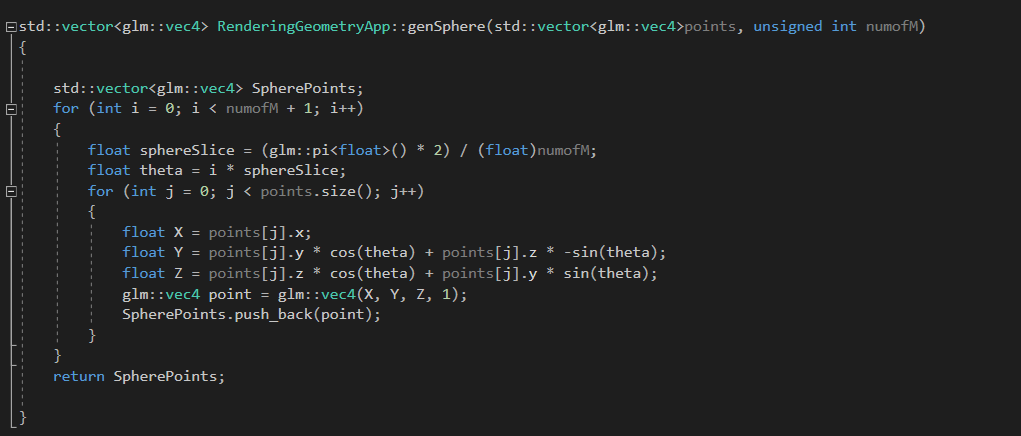 std::vector<glm::vec4> RenderingGeometryApp::genSphere(std::vector<glm::vec4>points, unsigned int numofM)
{
std::vector<glm::vec4> SpherePoints;
for (int i = 0; i < numofM + 1; i++)
{
float sphereSlice = (glm::pi<float>() * 2) / (float)numofM;
float theta = i * sphereSlice;
for (int j = 0; j < points.size(); j++)
{
float X = points[j].x;
float Y = points[j].y * cos(theta) + points[j].z * -sin(theta);
float Z = points[j].z * cos(theta) + points[j].y * sin(theta);
glm::vec4 point = glm::vec4(X, Y, Z, 1);
SpherePoints.push_back(point);
}
}
return SpherePoints;
}